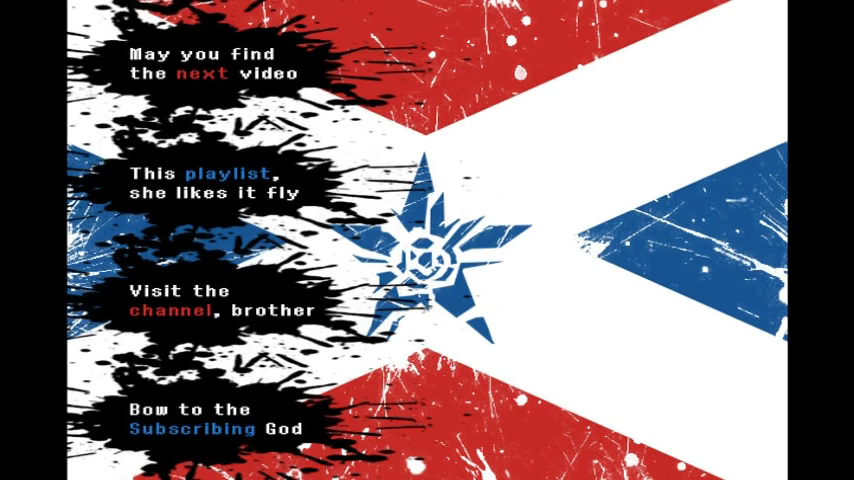 May you find
the next video
This playlist,
she likes it fly
Visit the
channel, brother
Bow to the
Subscribing God